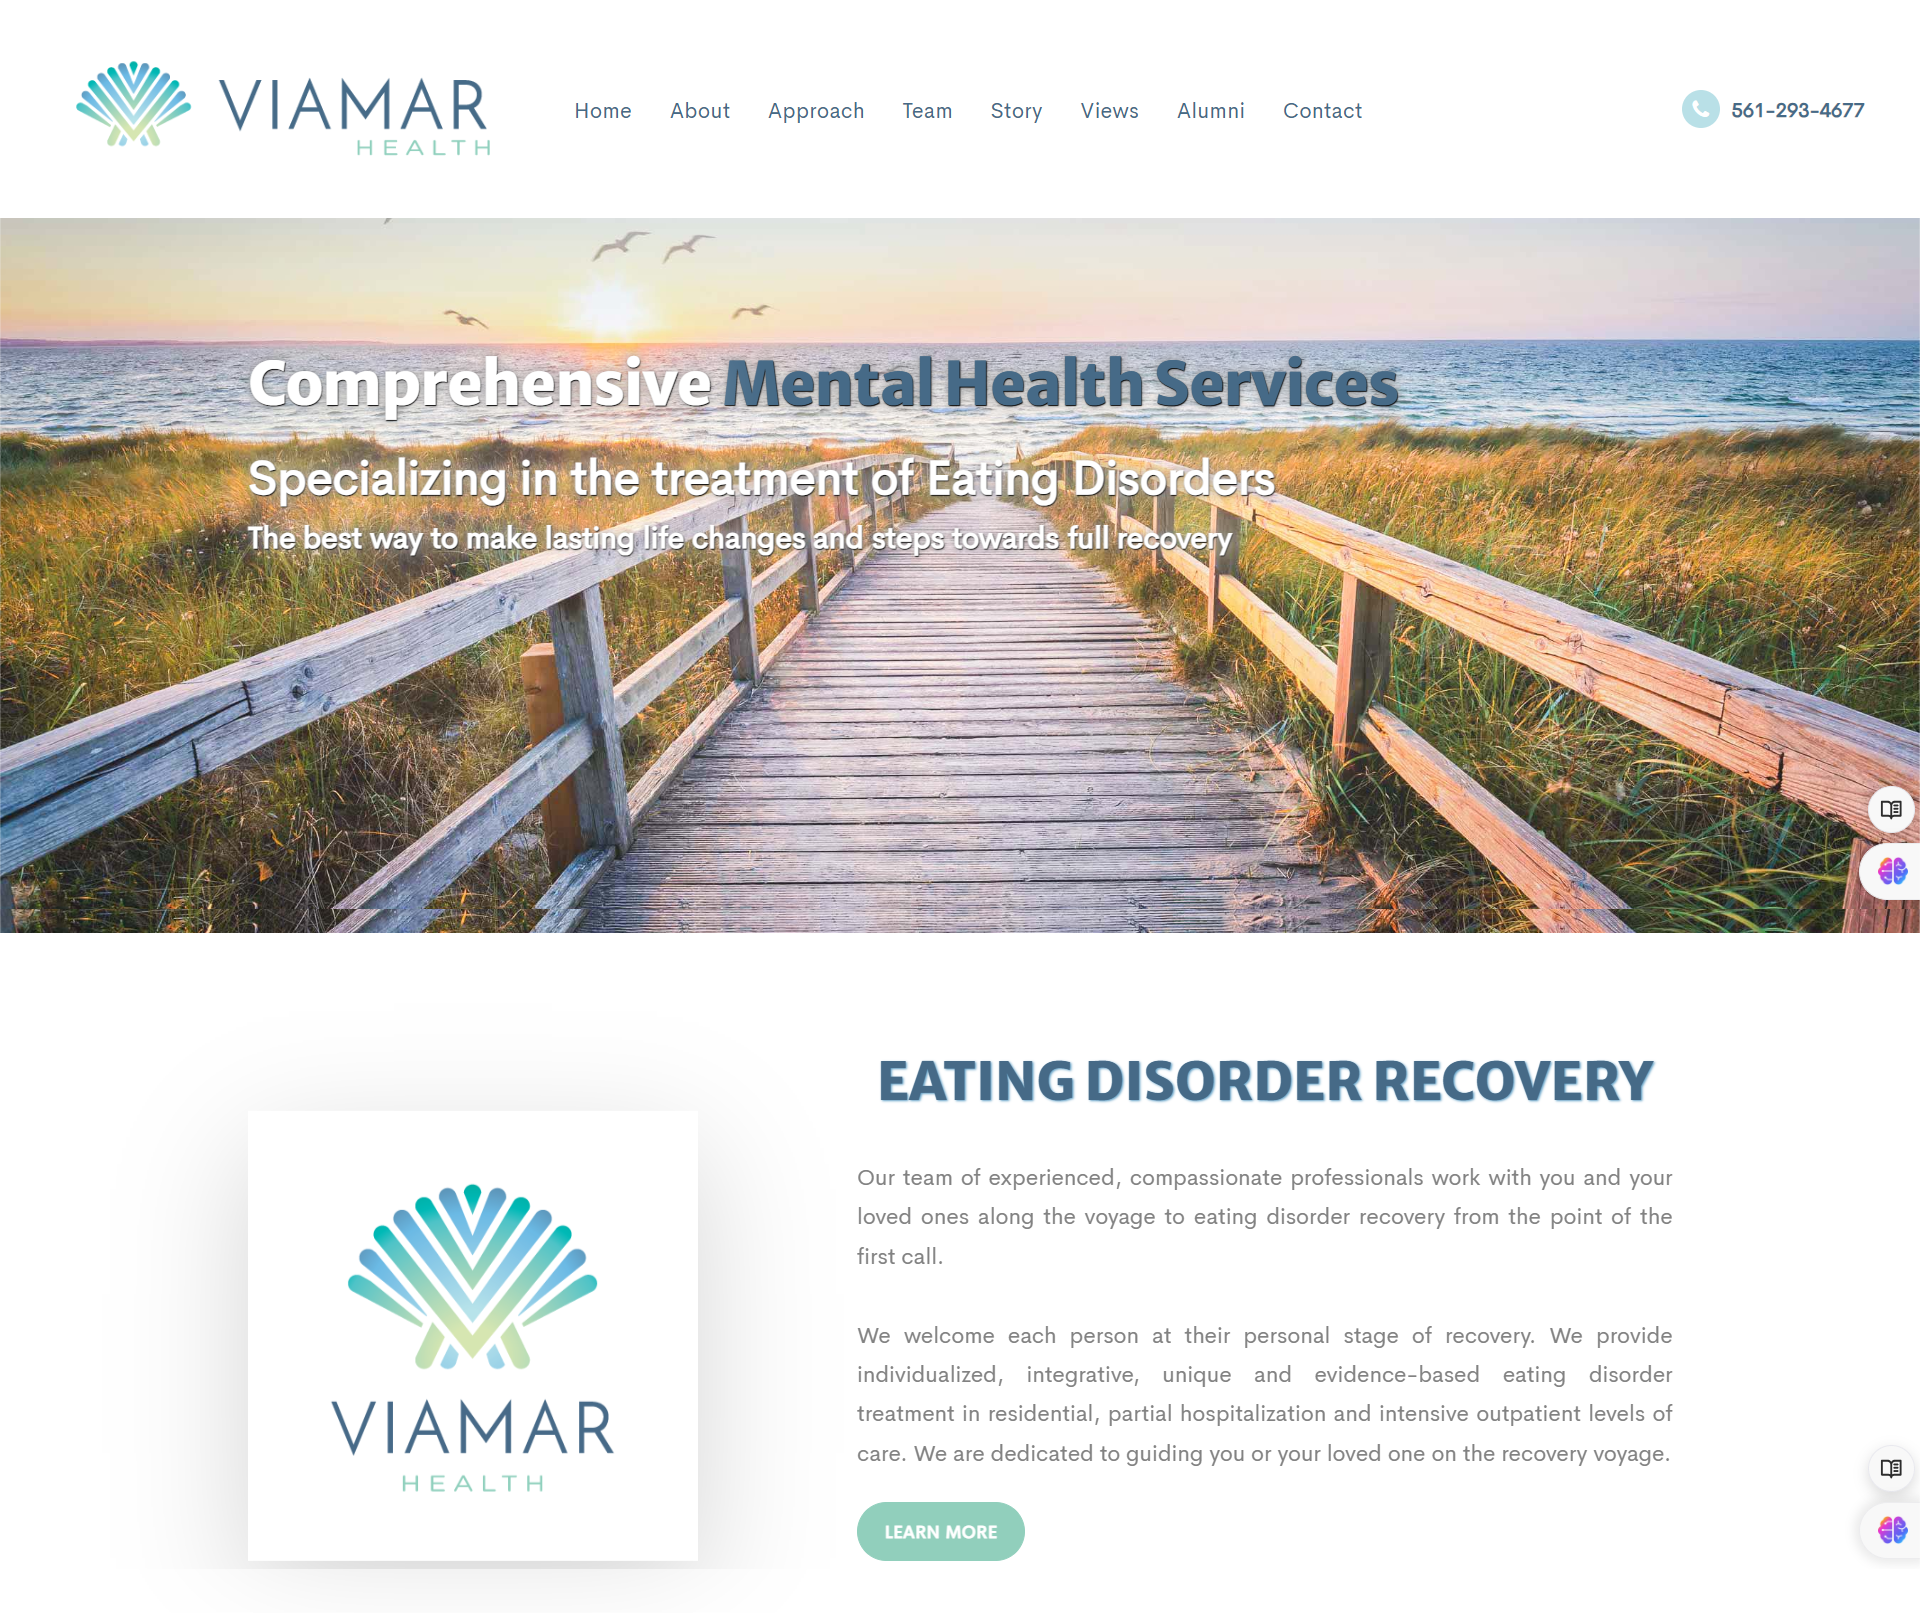 VIAMAR
HEALTH
Home About Approach Team Story Views Alumni Contact
561-293-4677
Comprehensive Mental Health Services
Specializing in the treatment of Eating Disorders
The best way to make lasting life changes and steps towards full recovery
EATING DISORDER RECOVERY
Our team of experienced, compassionate professionals work with you and your
loved ones along the voyage to eating disorder recovery from the point of the
first call.
We welcome each person at their personal stage of recovery. We provide
individualized, integrative, unique and evidence-based eating disorder
treatment in residential, partial hospitalization and intensive outpatient levels of
care. We are dedicated to guiding you or your loved one on the recovery voyage.
LEARN MORE
VIAMAR
HEALTH